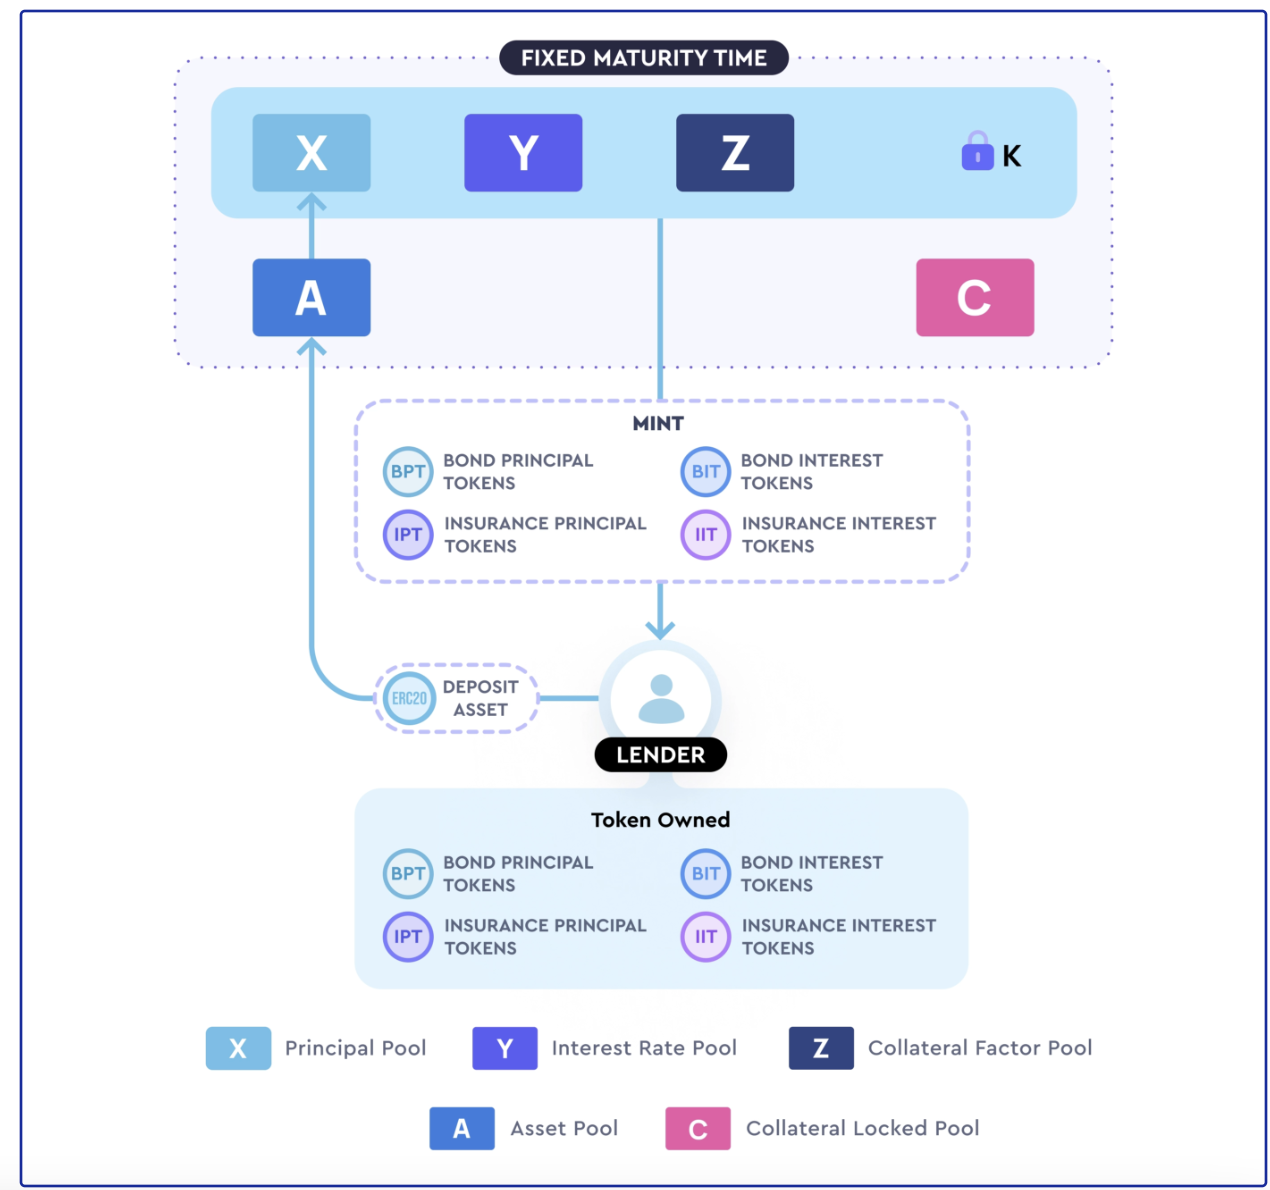 FIXED MATURITY TIME
X
Y
Z
K
A
C
MINT
BPT
BOND PRINCIPAL
TOKENS
BIT
BOND INTEREST
TOKENS
IPT
INSURANCE PRINCIPAL
TOKENS
IIT
INSURANCE INTEREST
TOKENS
ERC20
DEPOSIT
ASSET
LENDER
Token Owned
BPT
BOND PRINCIPAL
TOKENS
BIT
BOND INTEREST
TOKENS
IPT
INSURANCE PRINCIPAL
TOKENS
IIT
INSURANCE INTEREST
TOKENS
X
Principal Pool
Y
Interest Rate Pool
Z
Collateral Factor Pool
A
Asset Pool
C
Collateral Locked Pool